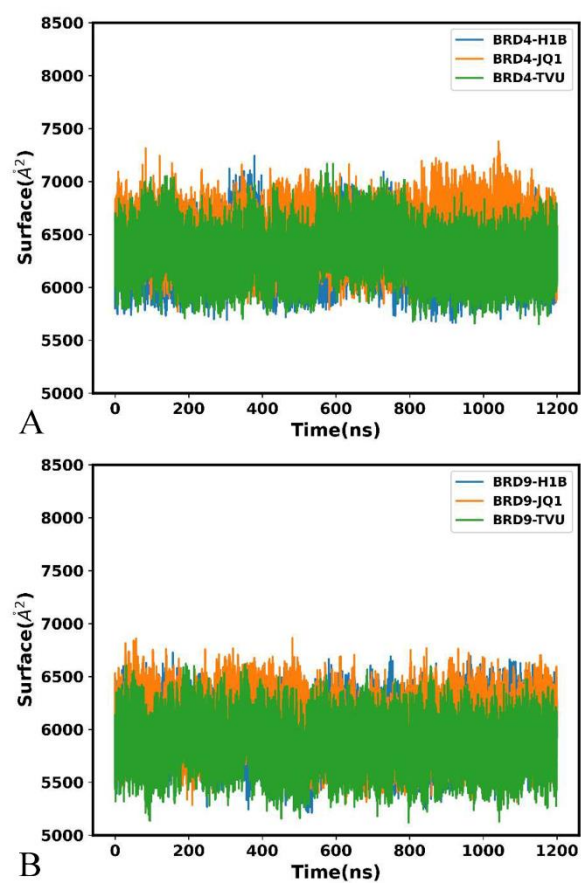 8500
8000
7500
7000
6500
6000
5500
5000
Surface(Å²)
BRD4-H1B
BRD4-JQ1
BRD4-TVU
0 200 400 600 800 1000 1200
Time(ns)
A
8500
8000
7500
7000
6500
6000
5500
5000
Surface(Å²)
BRD9-H1B
BRD9-JQ1
BRD9-TVU
0 200 400 600 800 1000 1200
Time(ns)
B